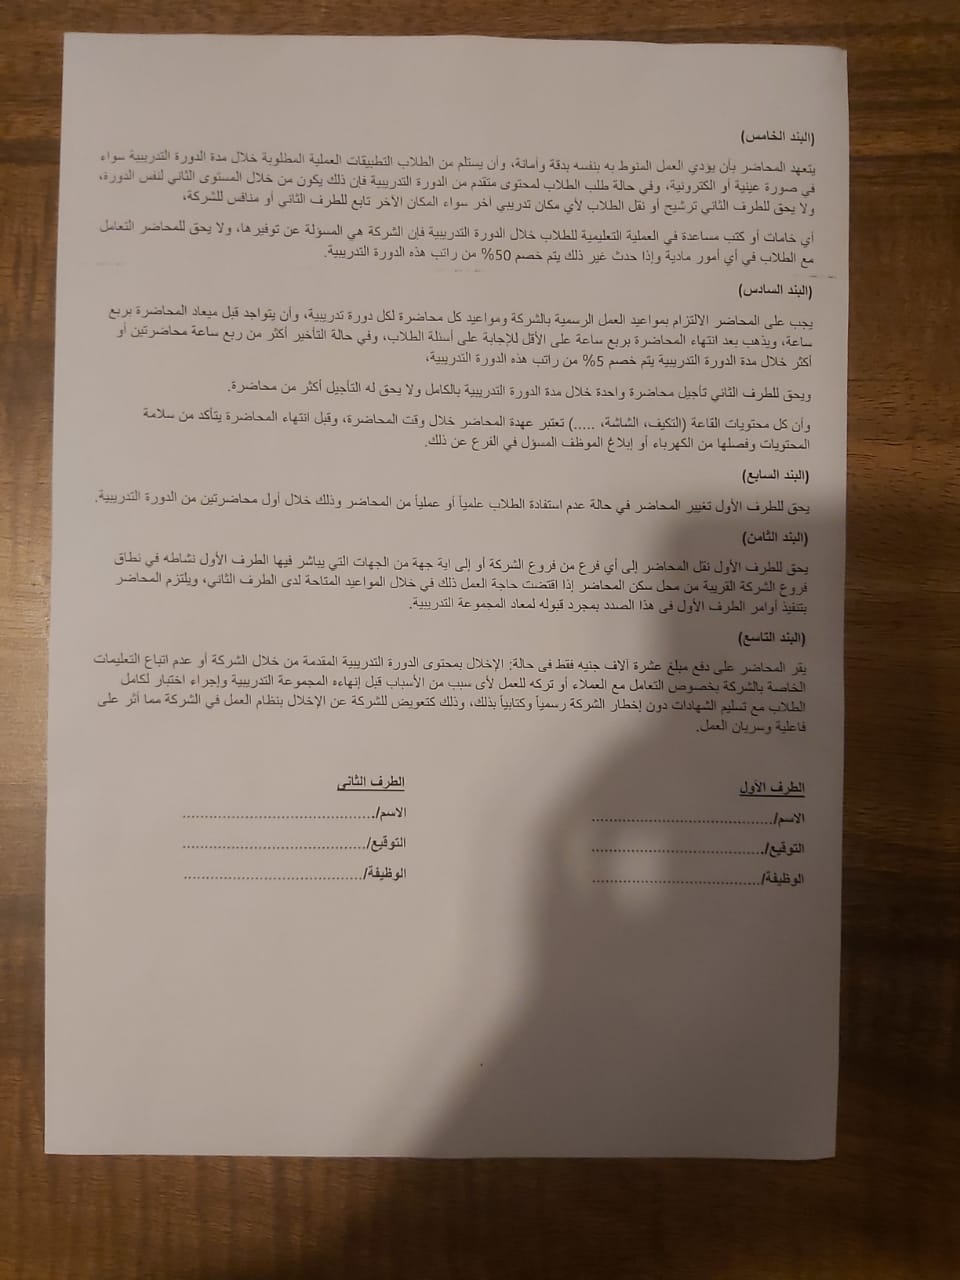 (البند الخامس)
يتعهد المحاضر بأن يؤدي العمل المنوط به بنفسه بدقة وأمانة، وأن يستلم من الطلاب التطبيقات العملية المطلوبة خلال مدة الدورة التدريبية سواء
في صورة عينية أو الكترونية، وفي حالة طلب الطلاب لمحتوى متقدم من الدورة التدريبية فإن ذلك يكون من خلال المستوى الثاني لنفس الدورة،
ولا يحق للطرف الثاني ترشيح أو نقل الطلاب لأي مكان تدريبي آخر سواء المكان الآخر تابع للطرف الثاني أو منافس للشركة،
أي خامات أو كتب مساعدة في العملية التعليمية للطلاب خلال الدورة التدريبية فإن الشركة هي المسؤلة عن توفيرها، ولا يحق للمحاضر التعامل
مع الطلاب في أي أمور مادية وإذا حدث غير ذلك يتم خصم 50% من راتب هذه الدورة التدريبية.
(البند السادس)
يجب على المحاضر الالتزام بمواعيد العمل الرسمية بالشركة ومواعيد كل محاضرة لكل دورة تدريبية، وأن يتواجد قبل ميعاد المحاضرة بربع
ساعة، ويذهب بعد انتهاء المحاضرة بربع ساعة على الأقل للإجابة على أسئلة الطلاب، وفي حالة التأخير أكثر من ربع ساعة محاضرتين أو
أكثر خلال مدة الدورة التدريبية يتم خصم 5% من راتب هذه الدورة التدريبية،
ويحق للطرف الثاني تأجيل محاضرة واحدة خلال مدة الدورة التدريبية بالكامل ولا يحق له التأجيل أكثر من محاضرة.
وأن كل محتويات القاعة (التكيف، الشاشة، .....) تعتبر عهدة المحاضر خلال وقت المحاضرة، وقبل انتهاء المحاضرة يتأكد من سلامة
المحتويات وفصلها من الكهرباء أو إبلاغ الموظف المسؤل في الفرع عن ذلك.
(البند السابع)
يحق للطرف الأول تغيير المحاضر في حالة عدم استفادة الطلاب علمياً أو عملياً من المحاضر وذلك خلال أول محاضرتين من الدورة التدريبية.
(البند الثامن)
يحق للطرف الأول نقل المحاضر إلى أي فرع من فروع الشركة أو إلى اية جهة من الجهات التي يباشر فيها الطرف الأول نشاطه في نطاق
فروع الشركة القريبة من محل سكن المحاضر إذا اقتضت حاجة العمل ذلك في خلال المواعيد المتاحة لدى الطرف الثاني، ويلتزم المحاضر
بتنفيذ أوامر الطرف الأول فى هذا الصدد بمجرد قبوله لمعاد المجموعة التدريبية.
(البند التاسع)
يقر المحاضر على دفع مبلغ عشرة آلاف جنيه فقط فى حالة: الإخلال بمحتوى الدورة التدريبية المقدمة من خلال الشركة أو عدم اتباع التعليمات
الخاصة بالشركة بخصوص التعامل مع العملاء أو تركه للعمل لأى سبب من الأسباب قبل إنهاءه المجموعة التدريبية وإجراء اختبار لكامل
الطلاب مع تسليم الشهادات دون إخطار الشركة رسمياً وكتابياً بذلك، وذلك كتعويض للشركة عن الإخلال بنظام العمل في الشركة مما أثر على
فاعلية وسريان العمل.
الطرف الأول
الاسم/....................................
التوقيع/...................................
الوظيفة/..................................
الطرف الثانى
الاسم/.......................................
التوقيع/.....................................
الوظيفة/....................................